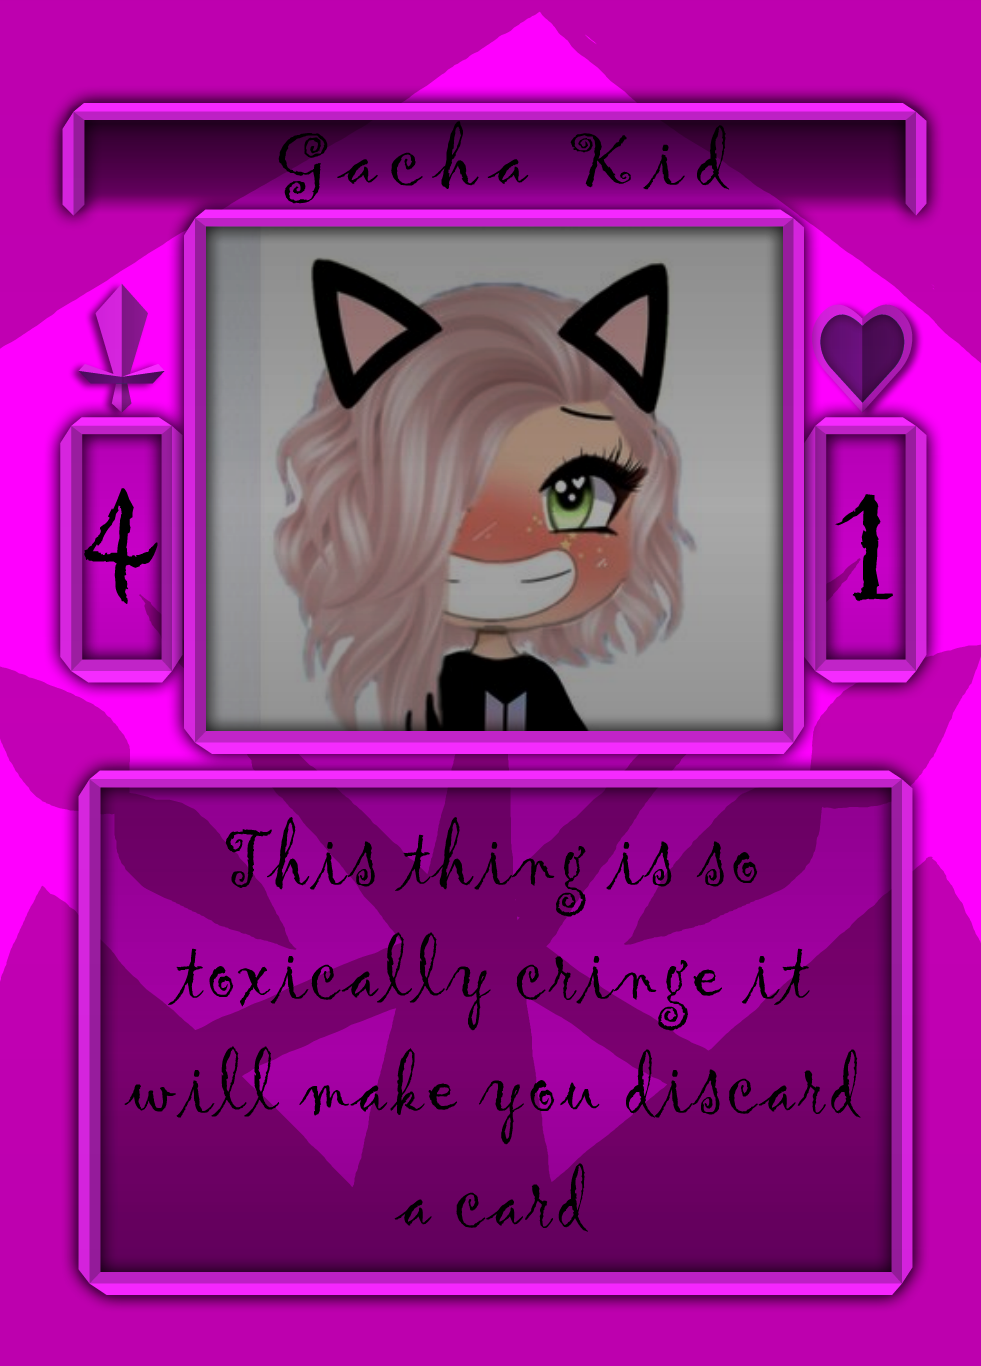 Gacha Kid
4
1
This thing is so
toxically cringe it
will make you discard
a card